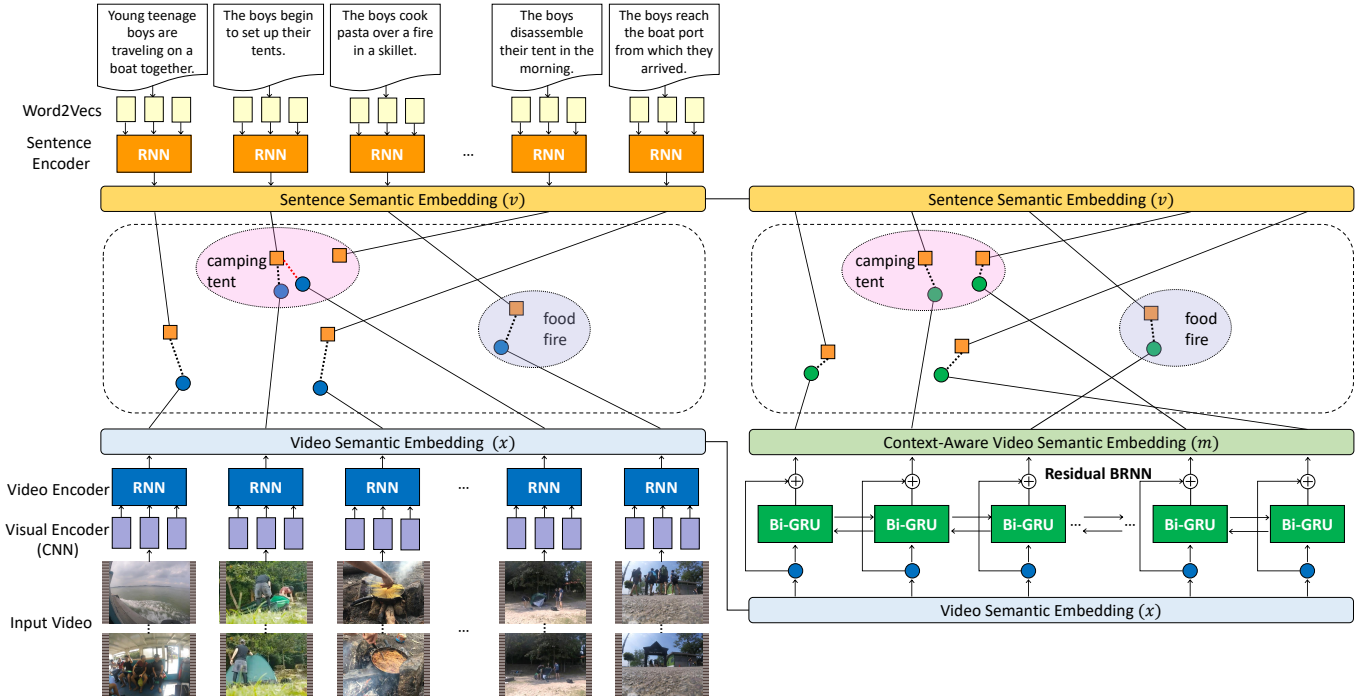 Young teenage
boys are
traveling on a
boat together.
The boys begin
to set up their
tents.
The boys cook
pasta over a fire
in a skillet.
The boys
disassemble
their tent in the
morning.
The boys reach
the boat port
from which they
arrived.
Word2Vecs
Sentence
Encoder
RNN
RNN
RNN
...
RNN
RNN
Sentence Semantic Embedding (v)
Sentence Semantic Embedding (v)
camping
tent
food
fire
camping
tent
food
fire
Video Semantic Embedding (x)
Context-Aware Video Semantic Embedding (m)
Video Encoder
RNN
RNN
RNN
...
RNN
RNN
Residual BRNN
Visual Encoder
(CNN)
...
Bi-GRU
Bi-GRU
Bi-GRU
...
...
Bi-GRU
Bi-GRU
Input Video
...
Video Semantic Embedding (x)